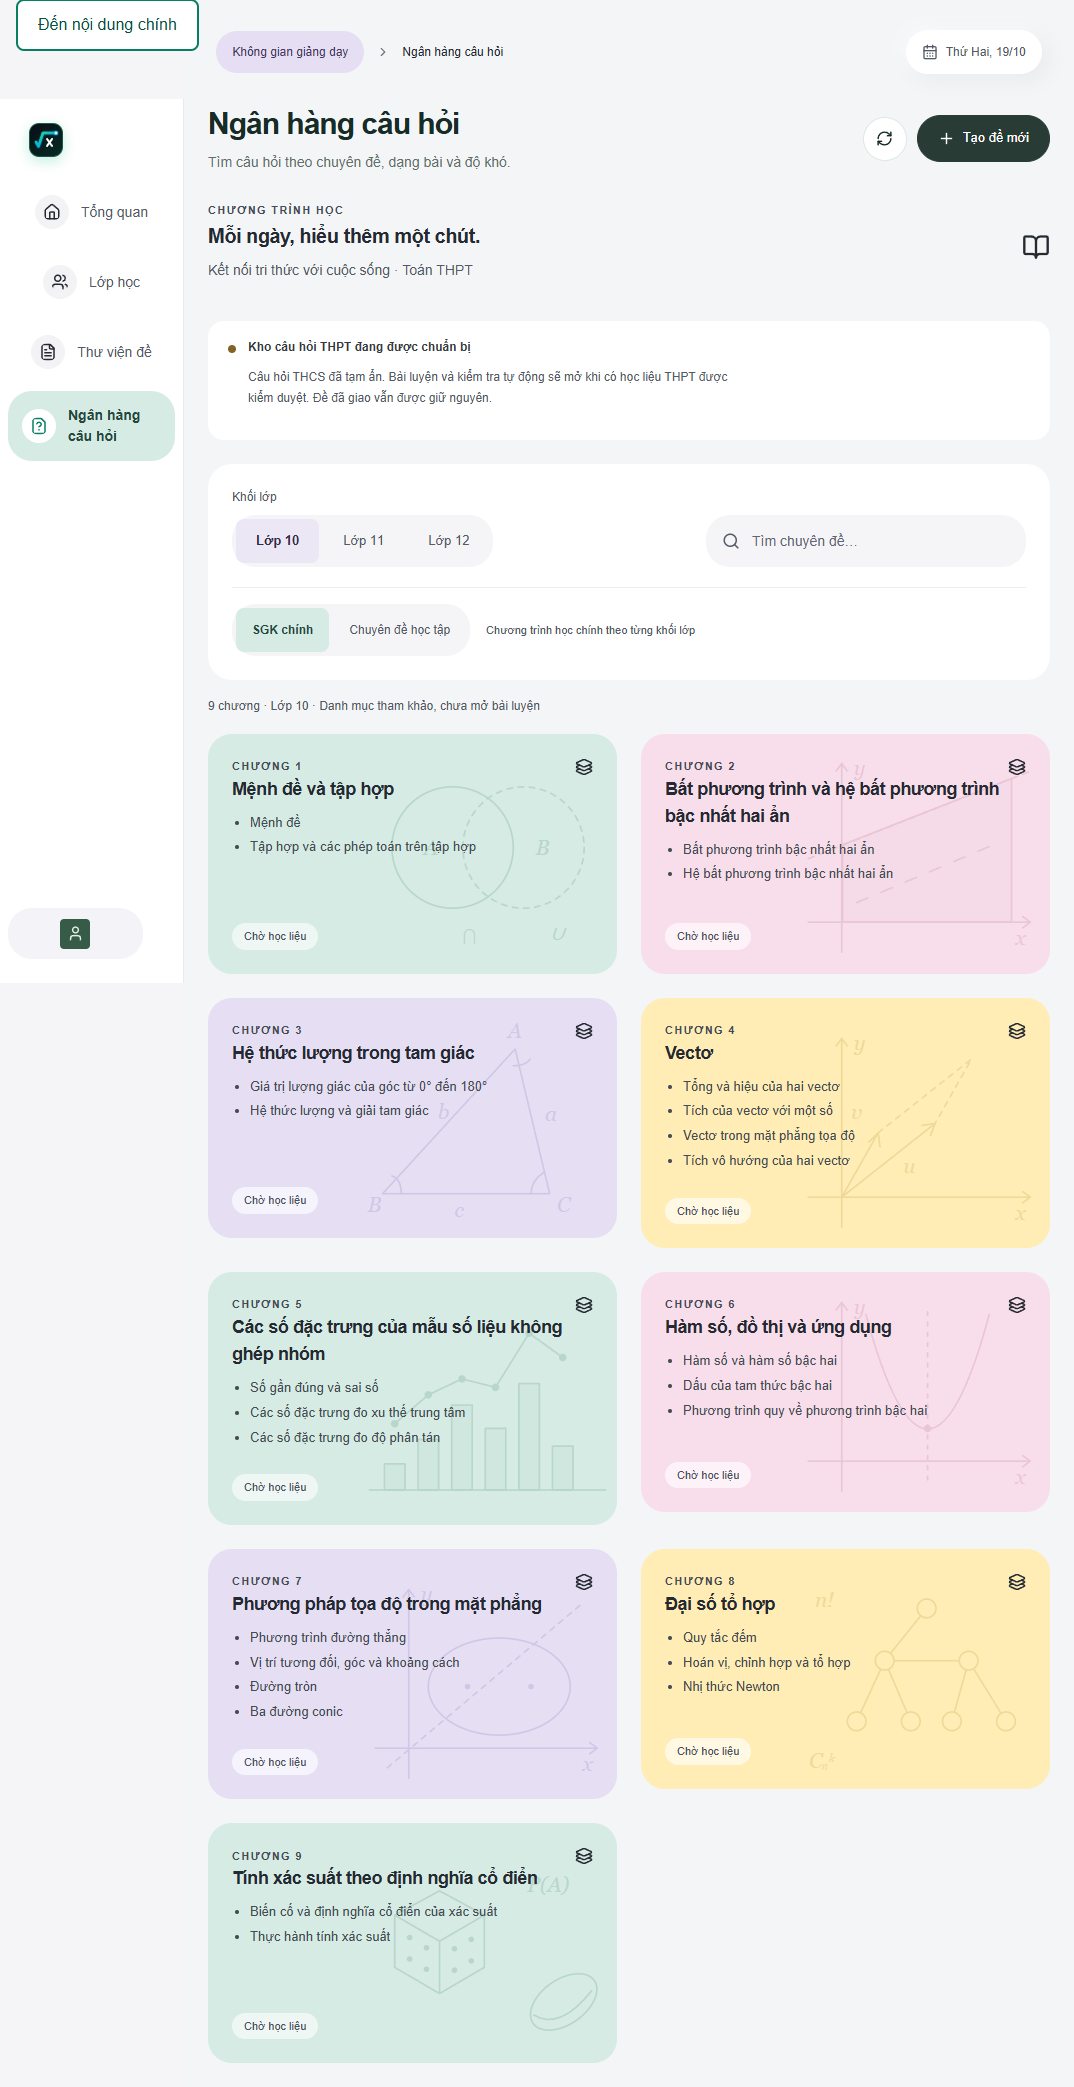 Đến nội dung chính
Không gian giảng dạy
Ngân hàng câu hỏi
Thứ Hai, 19/10
x
Tổng quan
Lớp học
Thư viện đề
Ngân hàng
câu hỏi
Ngân hàng câu hỏi
Tìm câu hỏi theo chuyên đề, dạng bài và độ khó.
Tạo đề mới
CHƯƠNG TRÌNH HỌC
Mỗi ngày, hiểu thêm một chút.
Kết nối tri thức với cuộc sống · Toán THPT
Kho câu hỏi THPT đang được chuẩn bị
Câu hỏi THCS đã tạm ẩn. Bài luyện và kiểm tra tự động sẽ mở khi có học liệu THPT được
kiểm duyệt. Đề đã giao vẫn được giữ nguyên.
Khối lớp
Lớp 10
Lớp 11
Lớp 12
Tìm chuyên đề…
SGK chính
Chuyên đề học tập
Chương trình học chính theo từng khối lớp
9 chương · Lớp 10 · Danh mục tham khảo, chưa mở bài luyện
CHƯƠNG 1
Mệnh đề và tập hợp
• Mệnh đề
• Tập hợp và các phép toán trên tập hợp
B
∩
∪
Chờ học liệu
CHƯƠNG 2
Bất phương trình và hệ bất phương trình
bậc nhất hai ẩn
• Bất phương trình bậc nhất hai ẩn
• Hệ bất phương trình bậc nhất hai ẩn
y
x
Chờ học liệu
CHƯƠNG 3
Hệ thức lượng trong tam giác
• Giá trị lượng giác của góc từ 0° đến 180°
• Hệ thức lượng và giải tam giác
A
b
a
B
c
C
Chờ học liệu
CHƯƠNG 4
Vectơ
• Tổng và hiệu của hai vectơ
• Tích của vectơ với một số
• Vectơ trong mặt phẳng tọa độ
• Tích vô hướng của hai vectơ
y
v
u
x
Chờ học liệu
CHƯƠNG 5
Các số đặc trưng của mẫu số liệu không
ghép nhóm
• Số gần đúng và sai số
• Các số đặc trưng đo xu thế trung tâm
• Các số đặc trưng đo độ phân tán
Chờ học liệu
CHƯƠNG 6
Hàm số, đồ thị và ứng dụng
• Hàm số và hàm số bậc hai
• Dấu của tam thức bậc hai
• Phương trình quy về phương trình bậc hai
y
x
Chờ học liệu
CHƯƠNG 7
Phương pháp tọa độ trong mặt phẳng
• Phương trình đường thẳng
• Vị trí tương đối, góc và khoảng cách
• Đường tròn
• Ba đường conic
y
x
Chờ học liệu
CHƯƠNG 8
Đại số tổ hợp
• Quy tắc đếm
• Hoán vị, chỉnh hợp và tổ hợp
• Nhị thức Newton
n!
Cₙᵏ
Chờ học liệu
CHƯƠNG 9
Tính xác suất theo định nghĩa cổ điển
• Biến cố và định nghĩa cổ điển của xác suất
• Thực hành tính xác suất
P(A)
Chờ học liệu